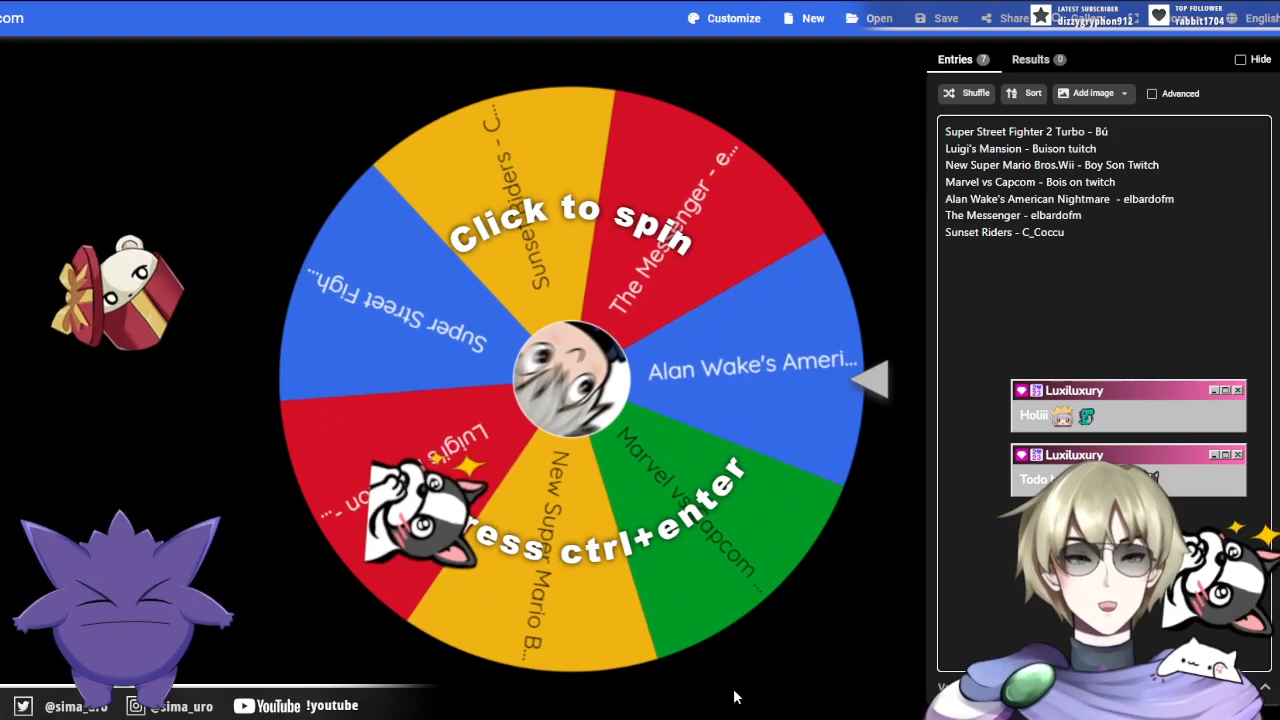 com
Customize
New
Open
Save
Share
English
LATEST SUBSCRIBER
dizzygryphon912
TOP FOLLOWER
rabbit1704
Entries 7
Results 0
Hide
Shuffle
Sort
Add image
Advanced
Super Street Fighter 2 Turbo - Bú
Luigi's Mansion - Buison tuitch
New Super Mario Bros.Wii - Boy Son Twitch
Marvel vs Capcom - Bois on twitch
Alan Wake's American Nightmare - elbardofm
The Messenger - elbardofm
Sunset Riders - C_Coccu
Sunset Riders - C...
The Messenger - e...
Alan Wake's Ameri...
Marvel vs Capcom ...
New Super Mario B...
Luigi's
on -...
Super Street Figh...
Click to spin
ress ctrl+enter
Luxiluxury
Holiii
Luxiluxury
Todo
@sima_uro
@sima_uro
YouTube !youtube